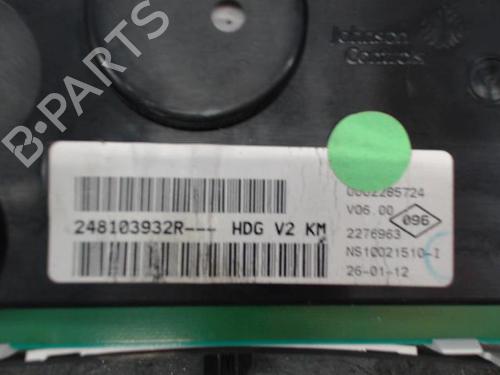 Johnson
Controls
B-PARTS
0002285724
V06.00
096
248103932R--- HDG V2 KM
2276963
NS10021510-I
26-01-12